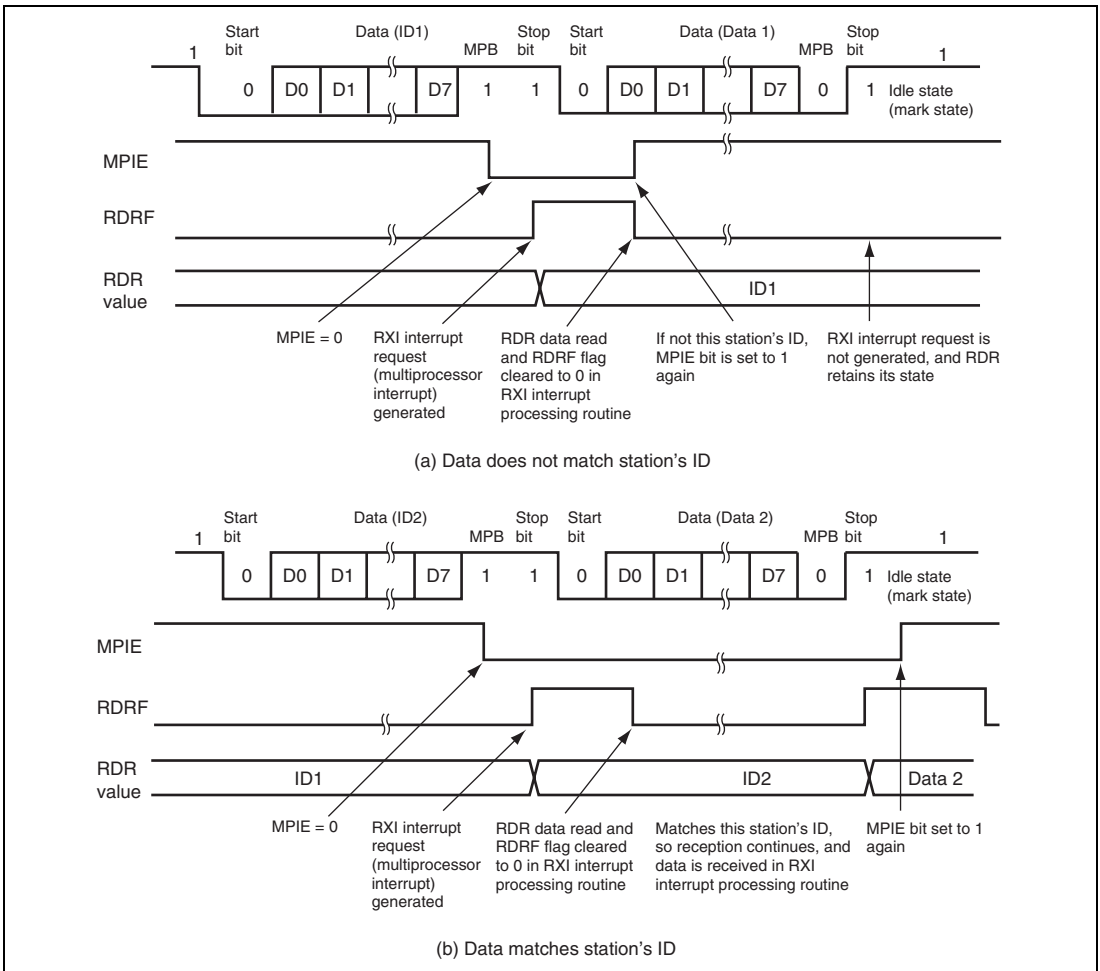 Start bit
Data (ID1)
MPB
Stop bit
Start bit
Data (Data 1)
MPB
Stop bit
1
1
0 D0 D1 D7 1 1 0 D0 D1 D7 0 1 Idle state (mark state)
MPIE
RDRF
RDR value
ID1
MPIE = 0
RXI interrupt
request
(multiprocessor
interrupt)
generated
RDR data read
and RDRF flag
cleared to 0 in
RXI interrupt
processing routine
If not this station's ID,
MPIE bit is set to 1
again
RXI interrupt request is
not generated, and RDR
retains its state
(a) Data does not match station's ID
Start bit
Data (ID2)
MPB
Stop bit
Start bit
Data (Data 2)
MPB
Stop bit
1
1
0 D0 D1 D7 1 1 0 D0 D1 D7 0 1 Idle state (mark state)
MPIE
RDRF
RDR value
ID1
ID2
Data 2
MPIE = 0
RXI interrupt
request
(multiprocessor
interrupt)
generated
RDR data read and
RDRF flag cleared
to 0 in RXI interrupt
processing routine
Matches this station's ID,
so reception continues, and
data is received in RXI
interrupt processing routine
MPIE bit set to 1
again
(b) Data matches station's ID